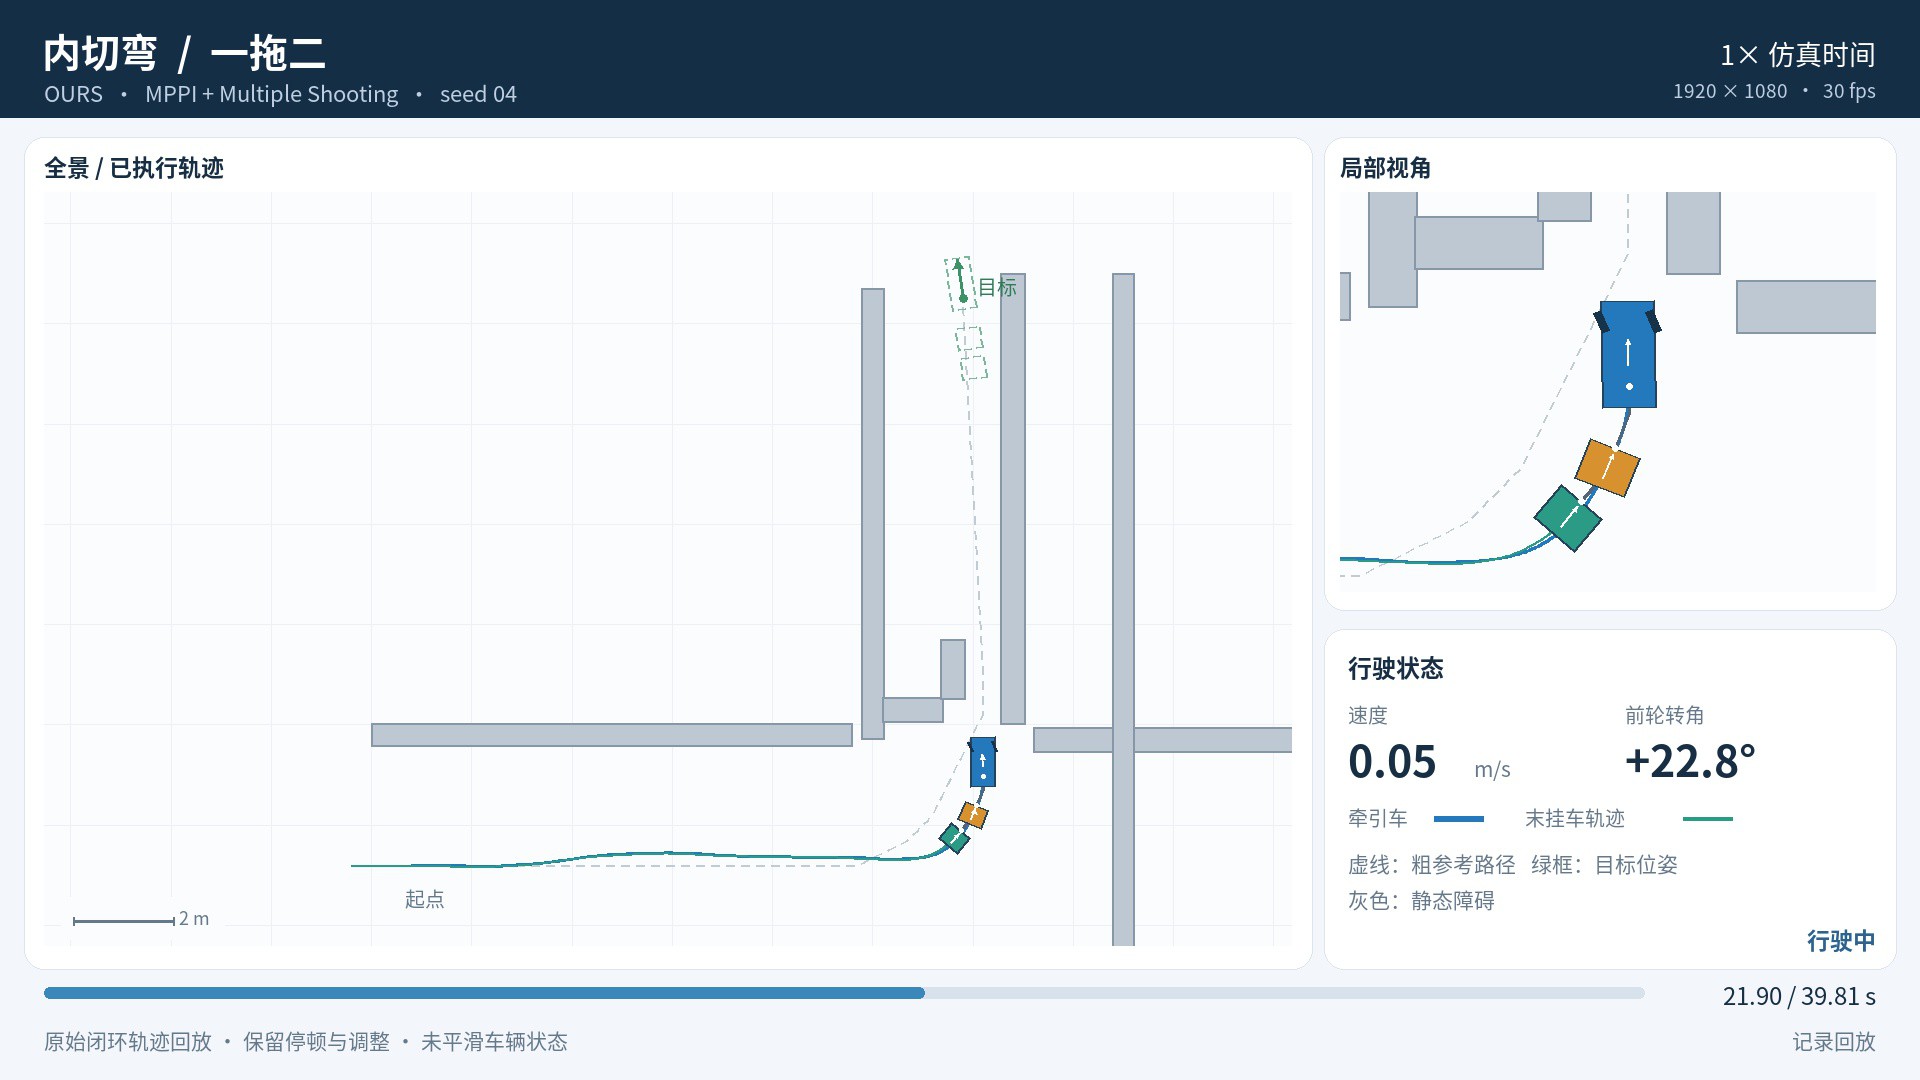 内切弯 / 一拖二
OURS • MPPI + Multiple Shooting • seed 04
1× 仿真时间
1920 × 1080 • 30 fps
全景 / 已执行轨迹
目标
起点
2 m
局部视角
行驶状态
速度 前轮转角
0.05 m/s +22.8°
牵引车 末挂车轨迹
虚线：粗参考路径 绿框：目标位姿
灰色：静态障碍
行驶中
21.90 / 39.81 s
原始闭环轨迹回放 • 保留停顿与调整 • 未平滑车辆状态
记录回放